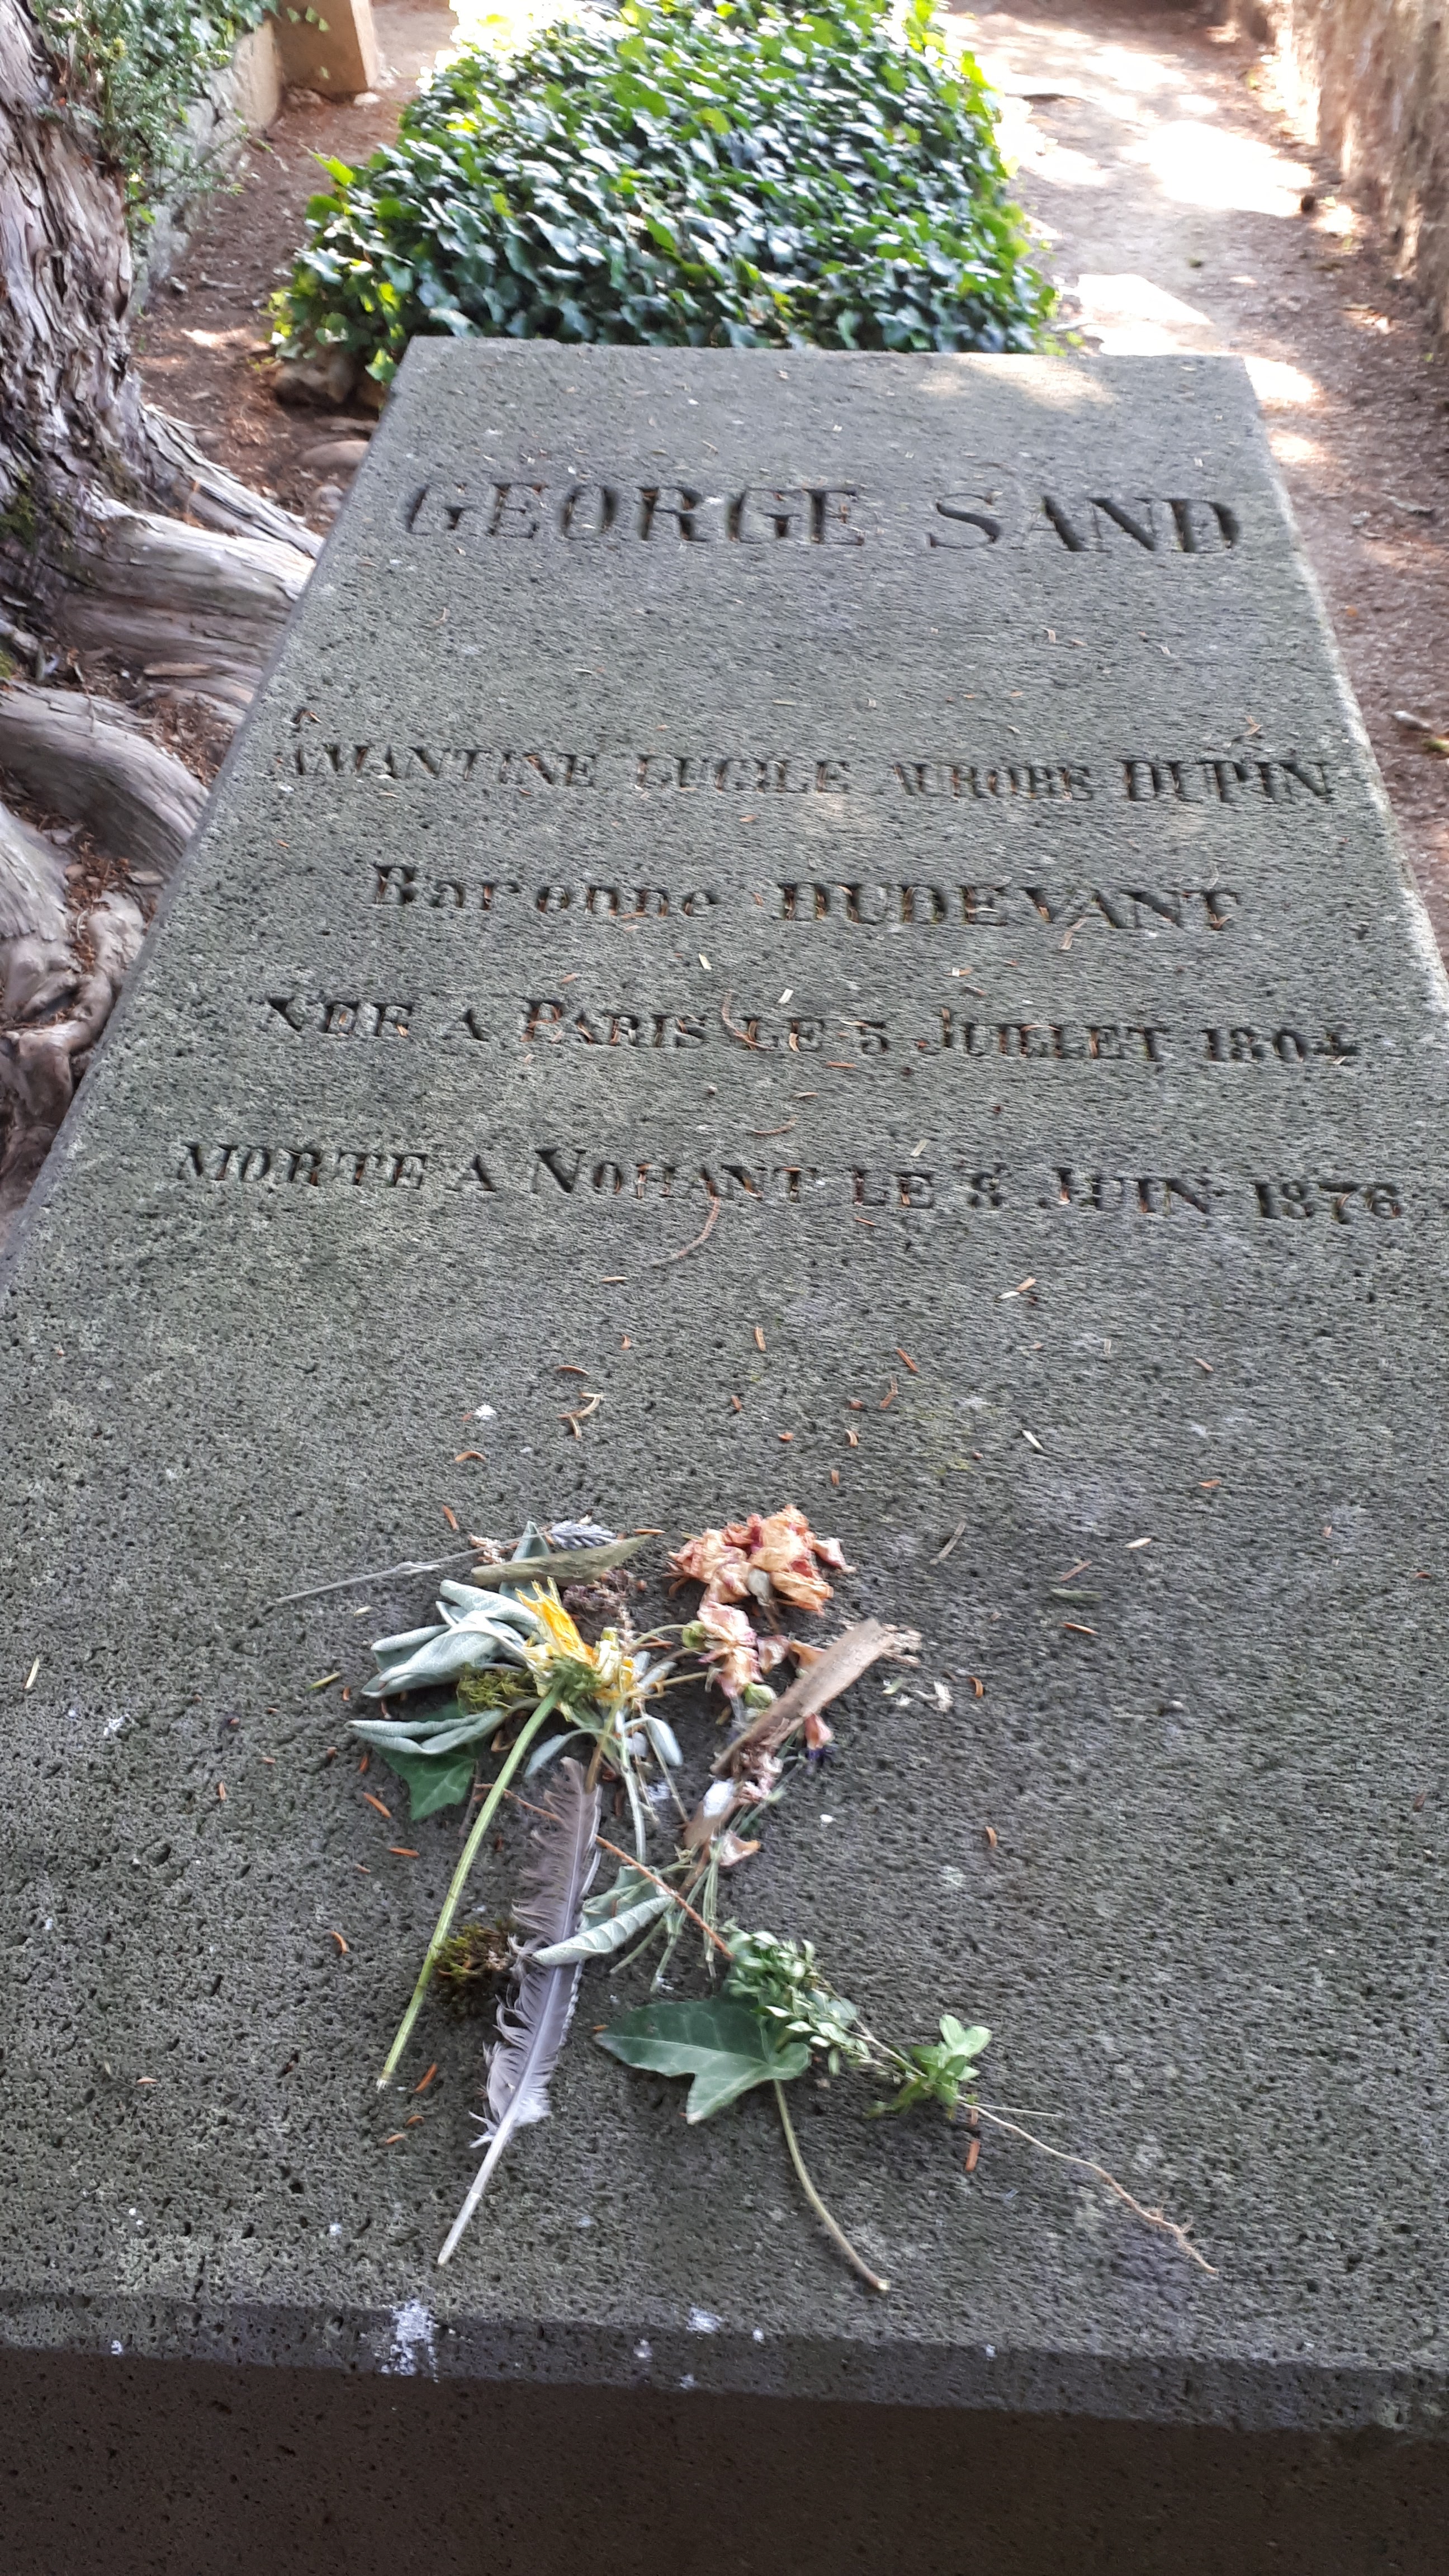 GEORGE SAND
AMANTINE LUCILE AURORE DUPIN
Baronne DUDEVANT
NEE A PARIS LE 5 JUILLET 1804
MORTE A NOHANT LE 8 JUIN 1876